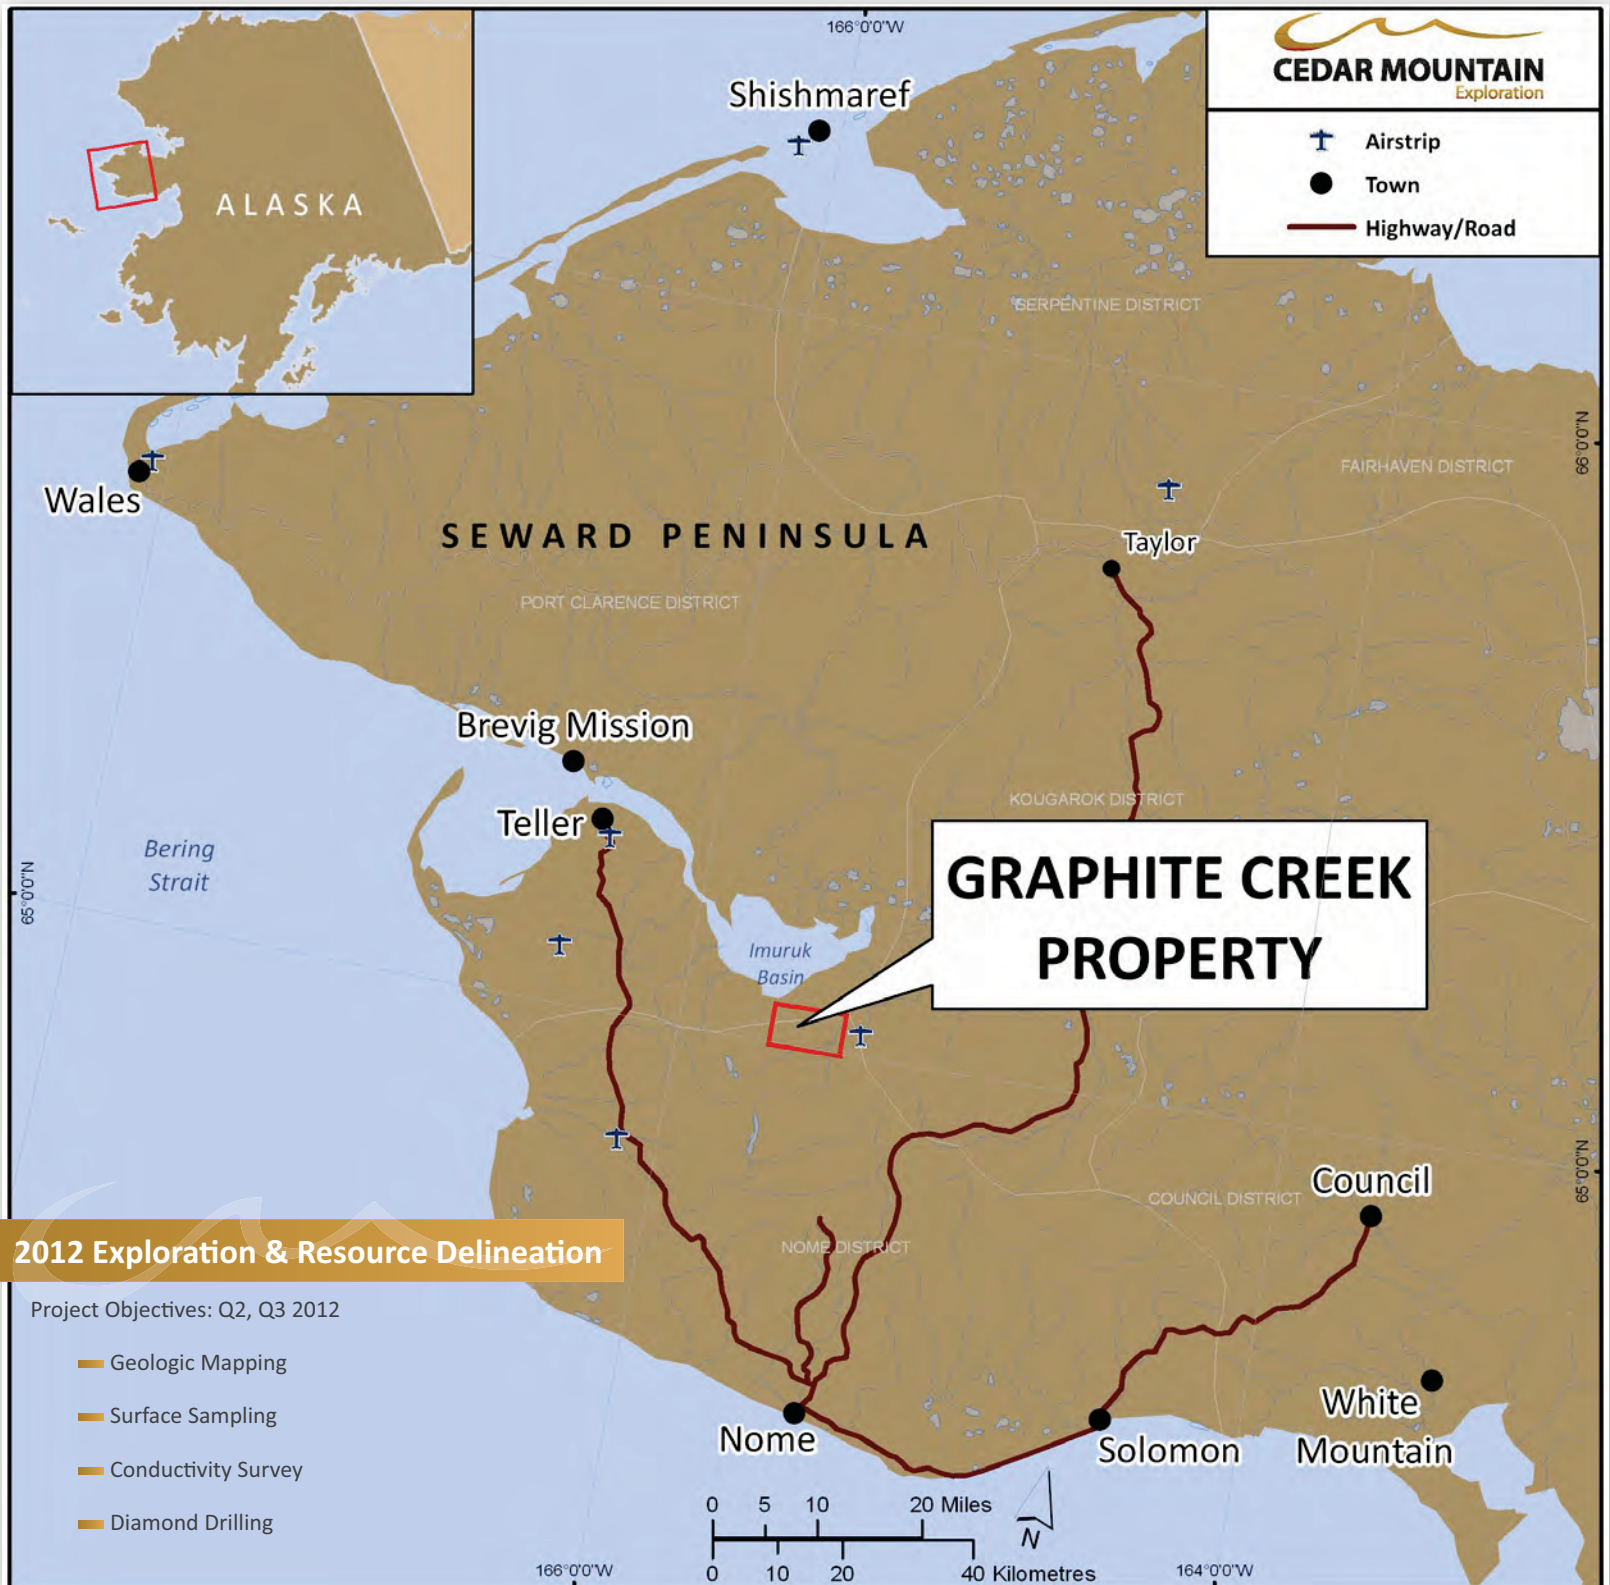 166°0'0"W
CEDAR MOUNTAIN
Exploration
Airstrip
Town
Highway/Road
ALASKA
Shishmaref
SERPENTINE DISTRICT
66°0'0"N
FAIRHAVEN DISTRICT
Wales
SEWARD PENINSULA
Taylor
PORT CLARENCE DISTRICT
Brevig Mission
KOUGAROK DISTRICT
Teller
Bering
Strait
65°0'0"N
GRAPHITE CREEK
PROPERTY
Imuruk
Basin
65°0'0"N
Council
COUNCIL DISTRICT
NOME DISTRICT
2012 Exploration & Resource Delineation
Project Objectives: Q2, Q3 2012
Geologic Mapping
Surface Sampling
Conductivity Survey
Diamond Drilling
White
Mountain
Nome
Solomon
0 5 10 20 Miles
N
0 10 20 40 Kilometres
166°0'0"W
164°0'0"W